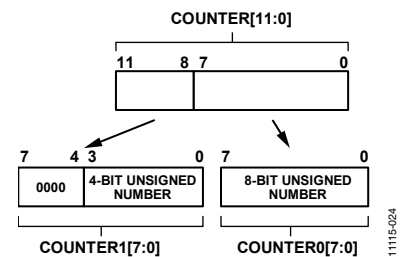 COUNTER[11:0]
11 8 7 0
7 4 3 0 7 0
0000 4-BIT UNSIGNED NUMBER 8-BIT UNSIGNED NUMBER
COUNTER1[7:0] COUNTER0[7:0]
11115-024